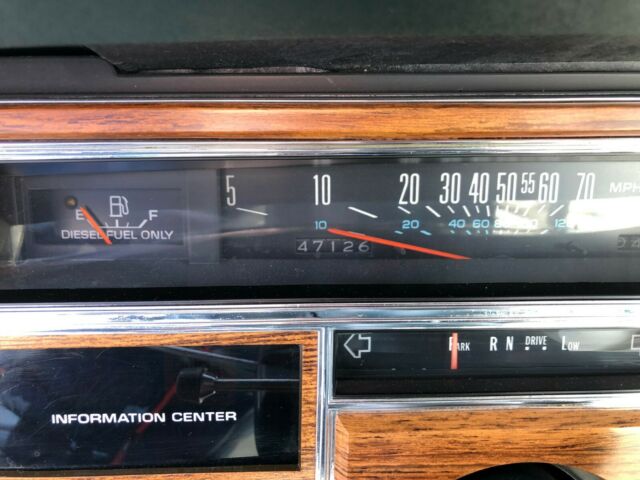 5 10 20 30 40 50 55 60 70 MPH
E F
10 20 40 60
DIESEL FUEL ONLY
47126
PARK R N DRIVE LOW
INFORMATION CENTER